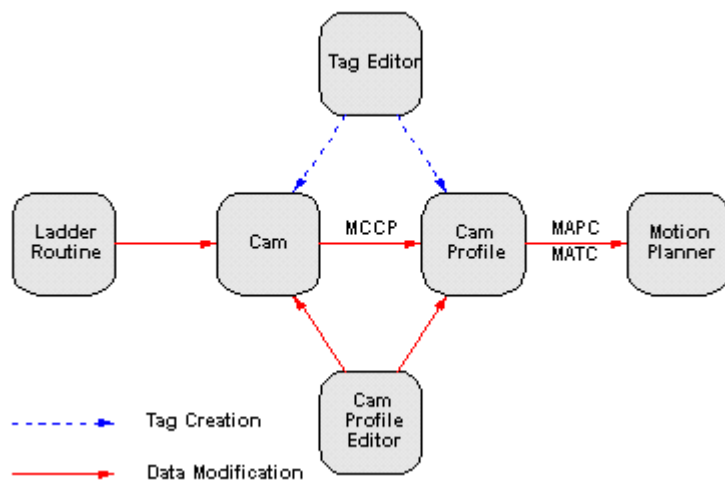 Tag Editor
Ladder
Routine
Cam
MCCP
Cam
Profile
MAPC
MATC
Motion
Planner
Cam
Profile
Editor
Tag Creation
Data Modification